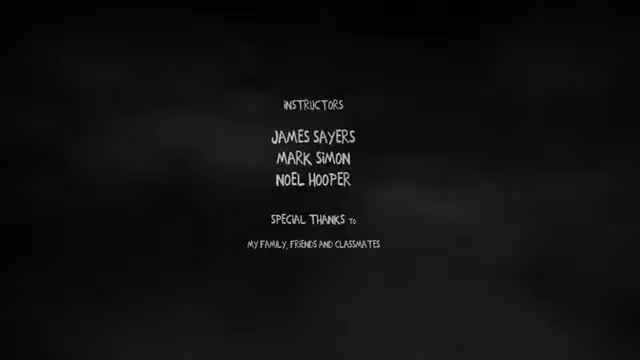 INSTRUCTORS
JAMES SAYERS
MARK SiMON
NOEL HOOPER
SPECIAL THANKS TO
MY FAMILY, FRIENDS AND CLASSMATES